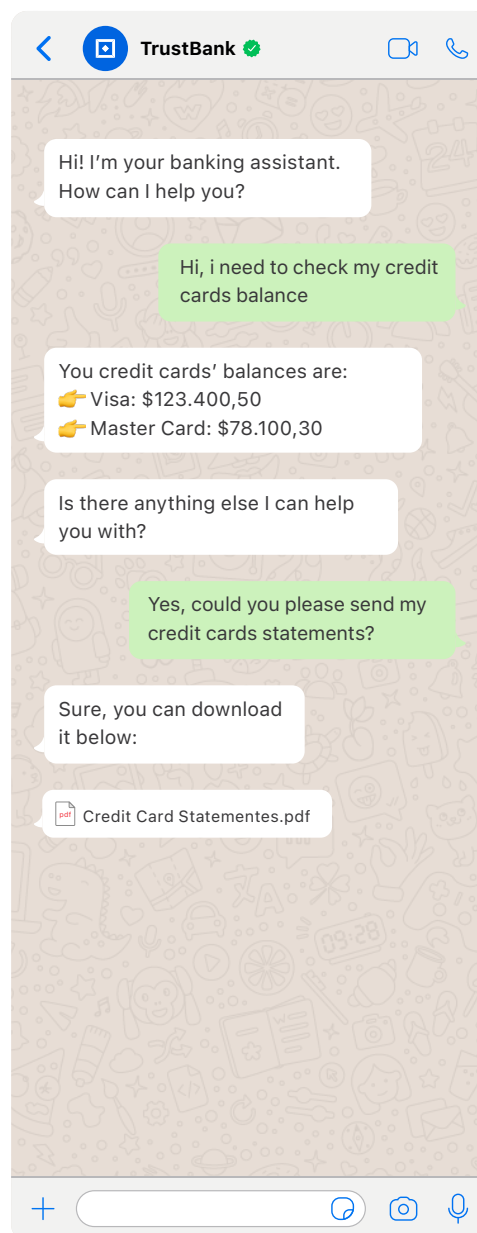 TrustBank
Hi! I’m your banking assistant.
How can I help you?
Hi, i need to check my credit
cards balance
You credit cards’ balances are:
👉Visa: $123.400,50
👉Master Card: $78.100,30
Is there anything else I can help
you with?
Yes, could you please send my
credit cards statements?
Sure, you can download
it below:
pdf Credit Card Statementes.pdf
24
09:28